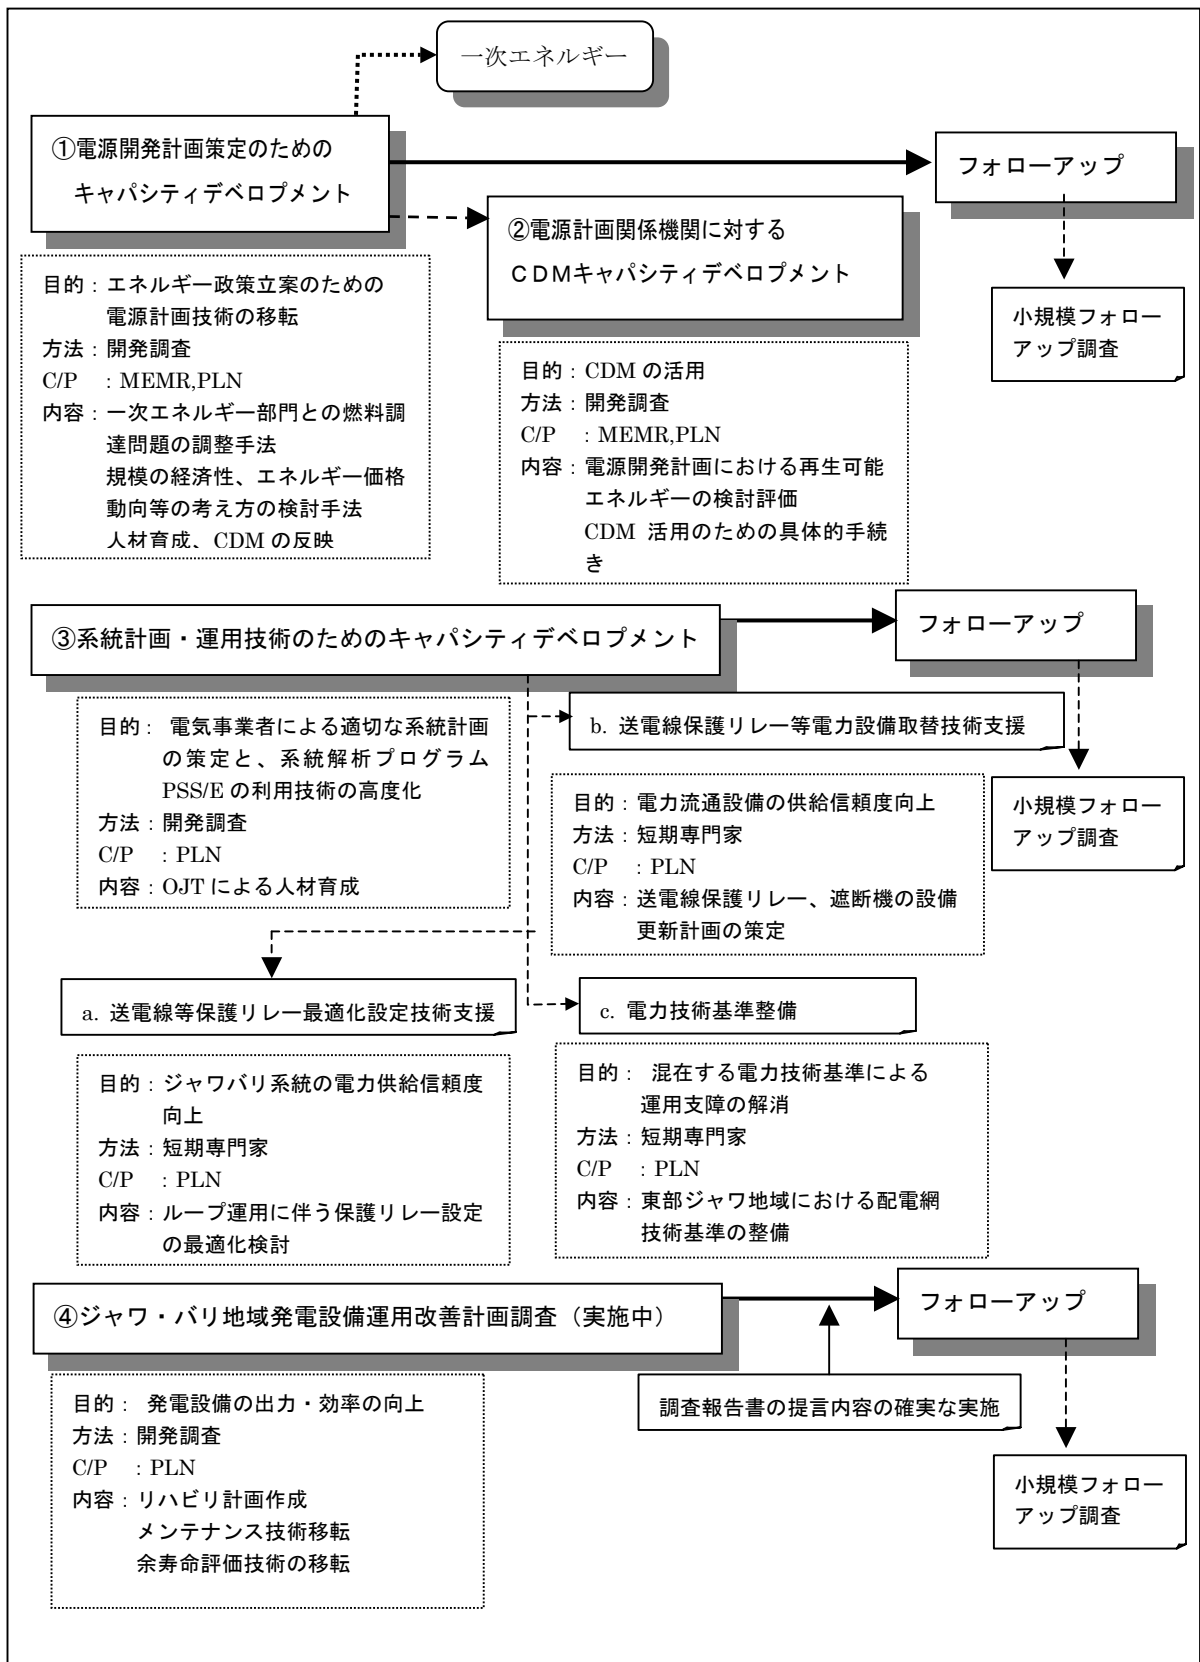 一次エネルギー
①電源開発計画策定のための
キャパシティデベロプメント
フォローアップ
②電源計画関係機関に対する
ＣＤＭキャパシティデベロプメント
目的：エネルギー政策立案のための
電源計画技術の移転
方法：開発調査
C/P ：MEMR,PLN
内容：一次エネルギー部門との燃料調
達問題の調整手法
規模の経済性、エネルギー価格
動向等の考え方の検討手法
人材育成、CDM の反映
小規模フォロー
アップ調査
目的：CDM の活用
方法：開発調査
C/P ：MEMR,PLN
内容：電源開発計画における再生可能
エネルギーの検討評価
CDM 活用のための具体的手続
き
③系統計画・運用技術のためのキャパシティデベロプメント
フォローアップ
目的： 電気事業者による適切な系統計画
の策定と、系統解析プログラム
PSS/E の利用技術の高度化
方法：開発調査
C/P ：PLN
内容：OJT による人材育成
b. 送電線保護リレー等電力設備取替技術支援
目的：電力流通設備の供給信頼度向上
方法：短期専門家
C/P ：PLN
内容：送電線保護リレー、遮断機の設備
更新計画の策定
小規模フォロー
アップ調査
a. 送電線等保護リレー最適化設定技術支援
c. 電力技術基準整備
目的：ジャワバリ系統の電力供給信頼度
向上
方法：短期専門家
C/P ：PLN
内容：ループ運用に伴う保護リレー設定
の最適化検討
目的： 混在する電力技術基準による
運用支障の解消
方法：短期専門家
C/P ：PLN
内容：東部ジャワ地域における配電網
技術基準の整備
④ジャワ・バリ地域発電設備運用改善計画調査（実施中）
フォローアップ
目的： 発電設備の出力・効率の向上
方法：開発調査
C/P ：PLN
内容：リハビリ計画作成
メンテナンス技術移転
余寿命評価技術の移転
調査報告書の提言内容の確実な実施
小規模フォロー
アップ調査